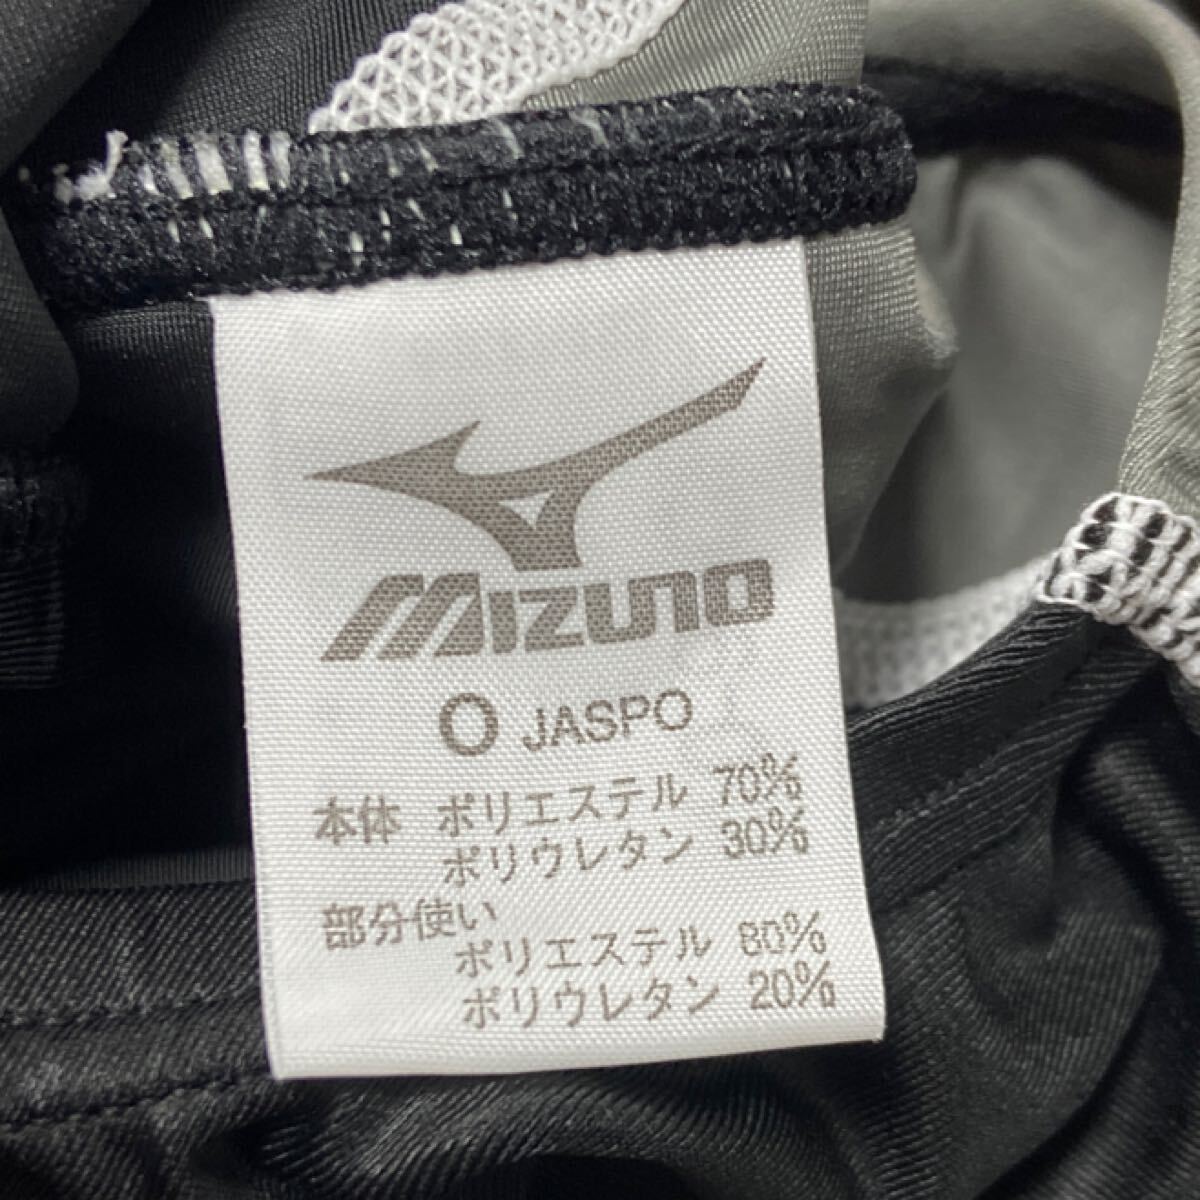 MIZUNO
O JASPO
本体 ポリエステル 70%
ポリウレタン 30%
部分使い
ポリエステル 80%
ポリウレタン 20%